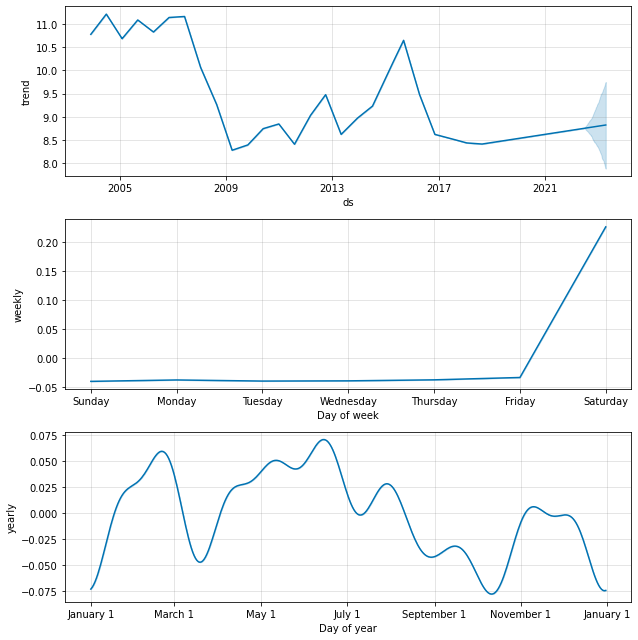 11.0
10.5
10.0
9.5
9.0
8.5
8.0
trend
2005 2009 2013 2017 2021
ds
0.20
0.15
0.10
0.05
0.00
−0.05
weekly
Sunday Monday Tuesday Wednesday Thursday Friday Saturday
Day of week
0.075
0.050
0.025
0.000
−0.025
−0.050
−0.075
yearly
January 1 March 1 May 1 July 1 September 1 November 1 January 1
Day of year